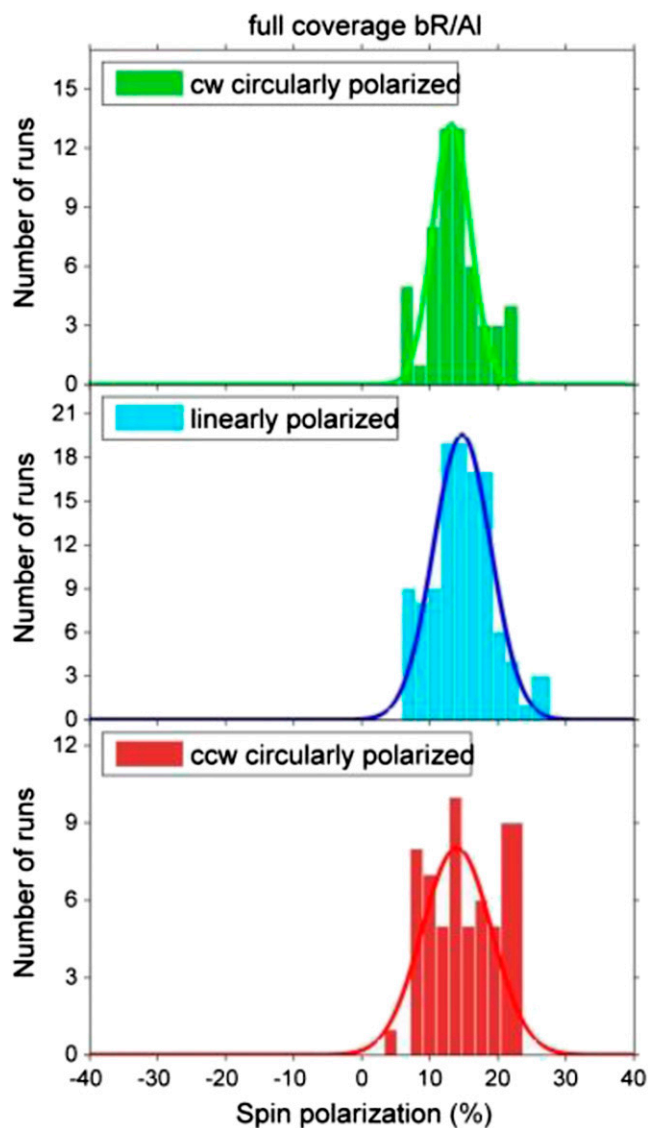 full coverage bR/Al
cw circularly polarized
Number of runs
15
12
9
6
3
0
linearly polarized
Number of runs
21
18
15
12
9
6
3
0
ccw circularly polarized
Number of runs
12
9
6
3
0
-40 -30 -20 -10 0 10 20 30 40
Spin polarization (%)